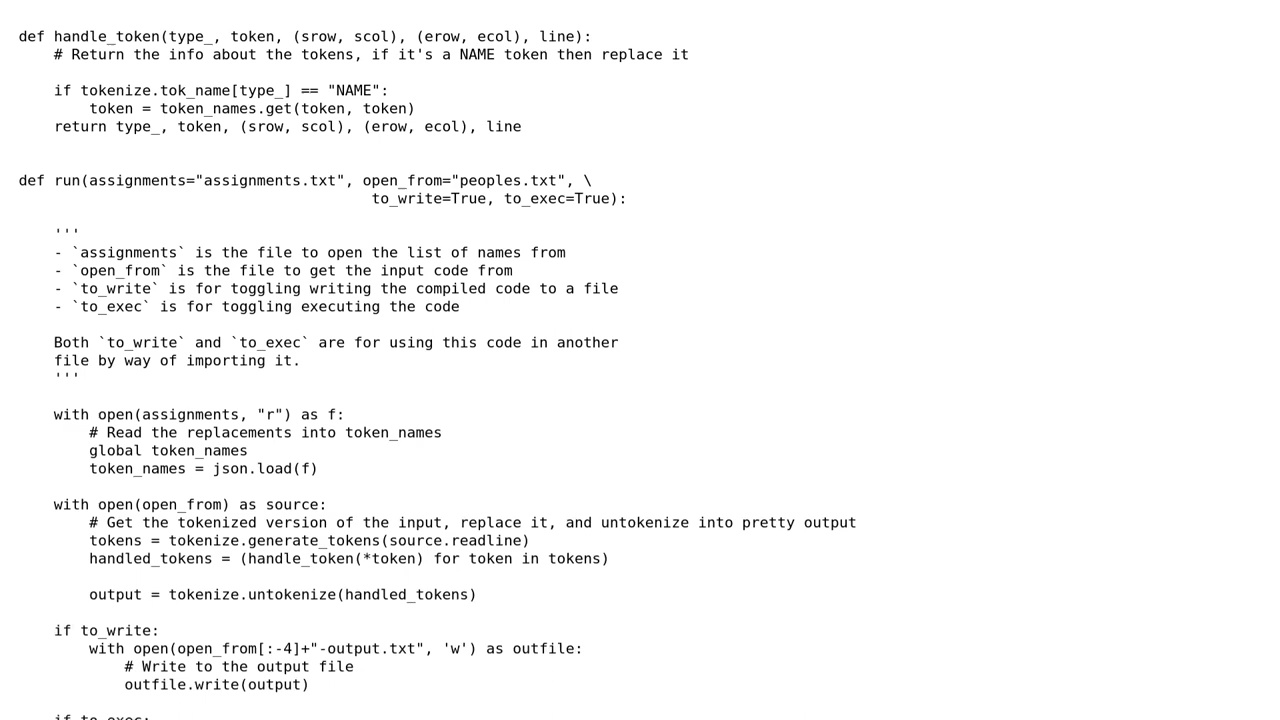 def handle_token(type_, token, (srow, scol), (erow, ecol), line):
    # Return the info about the tokens, if it's a NAME token then replace it

    if tokenize.tok_name[type_] == "NAME":
        token = token_names.get(token, token)
    return type_, token, (srow, scol), (erow, ecol), line


def run(assignments="assignments.txt", open_from="peoples.txt", \
                                        to_write=True, to_exec=True):

    '''
    - `assignments` is the file to open the list of names from
    - `open_from` is the file to get the input code from
    - `to_write` is for toggling writing the compiled code to a file
    - `to_exec` is for toggling executing the code

    Both `to_write` and `to_exec` are for using this code in another
    file by way of importing it.
    '''

    with open(assignments, "r") as f:
        # Read the replacements into token_names
        global token_names
        token_names = json.load(f)

    with open(open_from) as source:
        # Get the tokenized version of the input, replace it, and untokenize into pretty output
        tokens = tokenize.generate_tokens(source.readline)
        handled_tokens = (handle_token(*token) for token in tokens)

        output = tokenize.untokenize(handled_tokens)

    if to_write:
        with open(open_from[:-4]+"-output.txt", 'w') as outfile:
            # Write to the output file
            outfile.write(output)

    if to_exec: